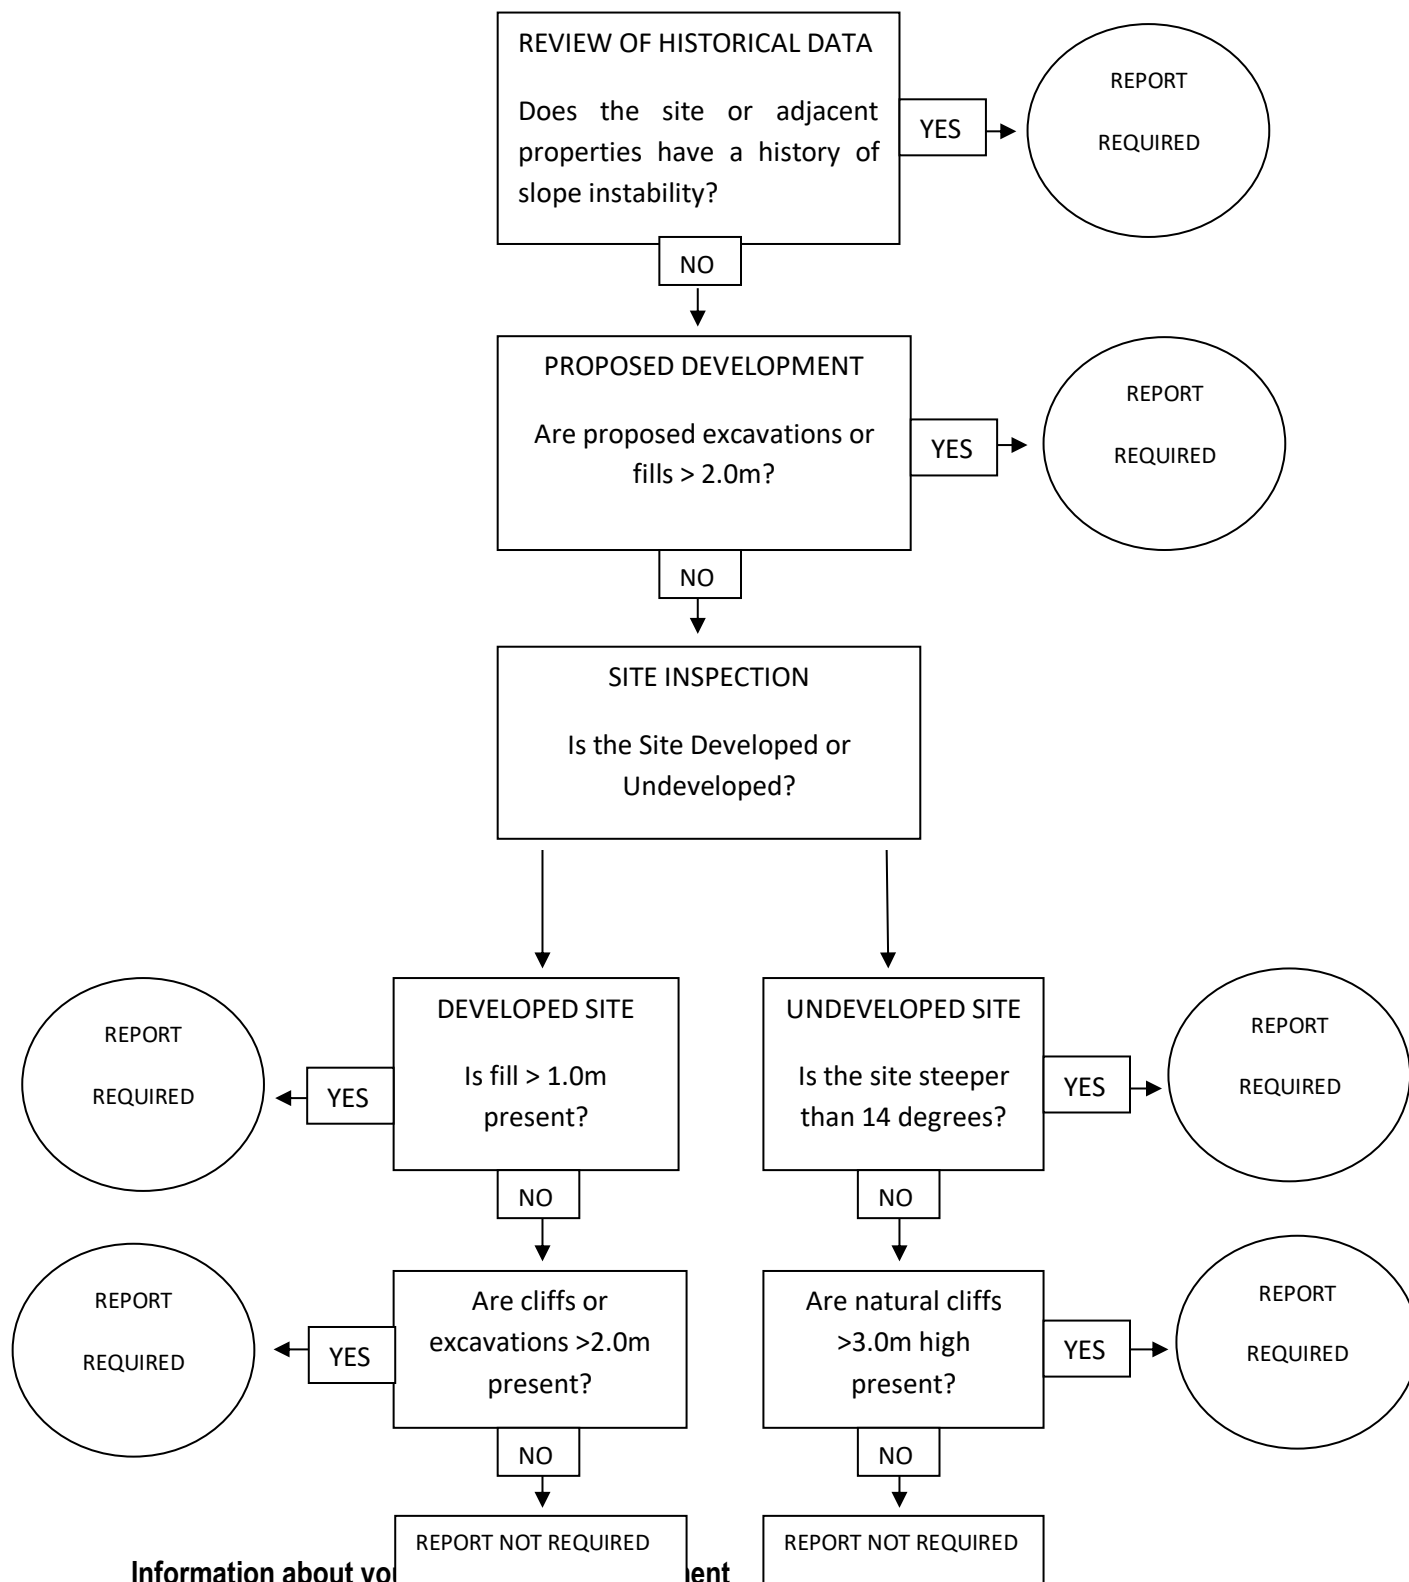 REVIEW OF HISTORICAL DATA
Does the site or adjacent
properties have a history of
slope instability?
YES
REPORT
REQUIRED
NO
PROPOSED DEVELOPMENT
Are proposed excavations or
fills > 2.0m?
YES
REPORT
REQUIRED
NO
SITE INSPECTION
Is the Site Developed or
Undeveloped?
REPORT
REQUIRED
YES
DEVELOPED SITE
Is fill > 1.0m
present?
NO
UNDEVELOPED SITE
Is the site steeper
than 14 degrees?
YES
REPORT
REQUIRED
NO
REPORT
REQUIRED
YES
Are cliffs or
excavations >2.0m
present?
NO
Are natural cliffs
>3.0m high
present?
YES
REPORT
REQUIRED
NO
REPORT NOT REQUIRED
REPORT NOT REQUIRED
Information about